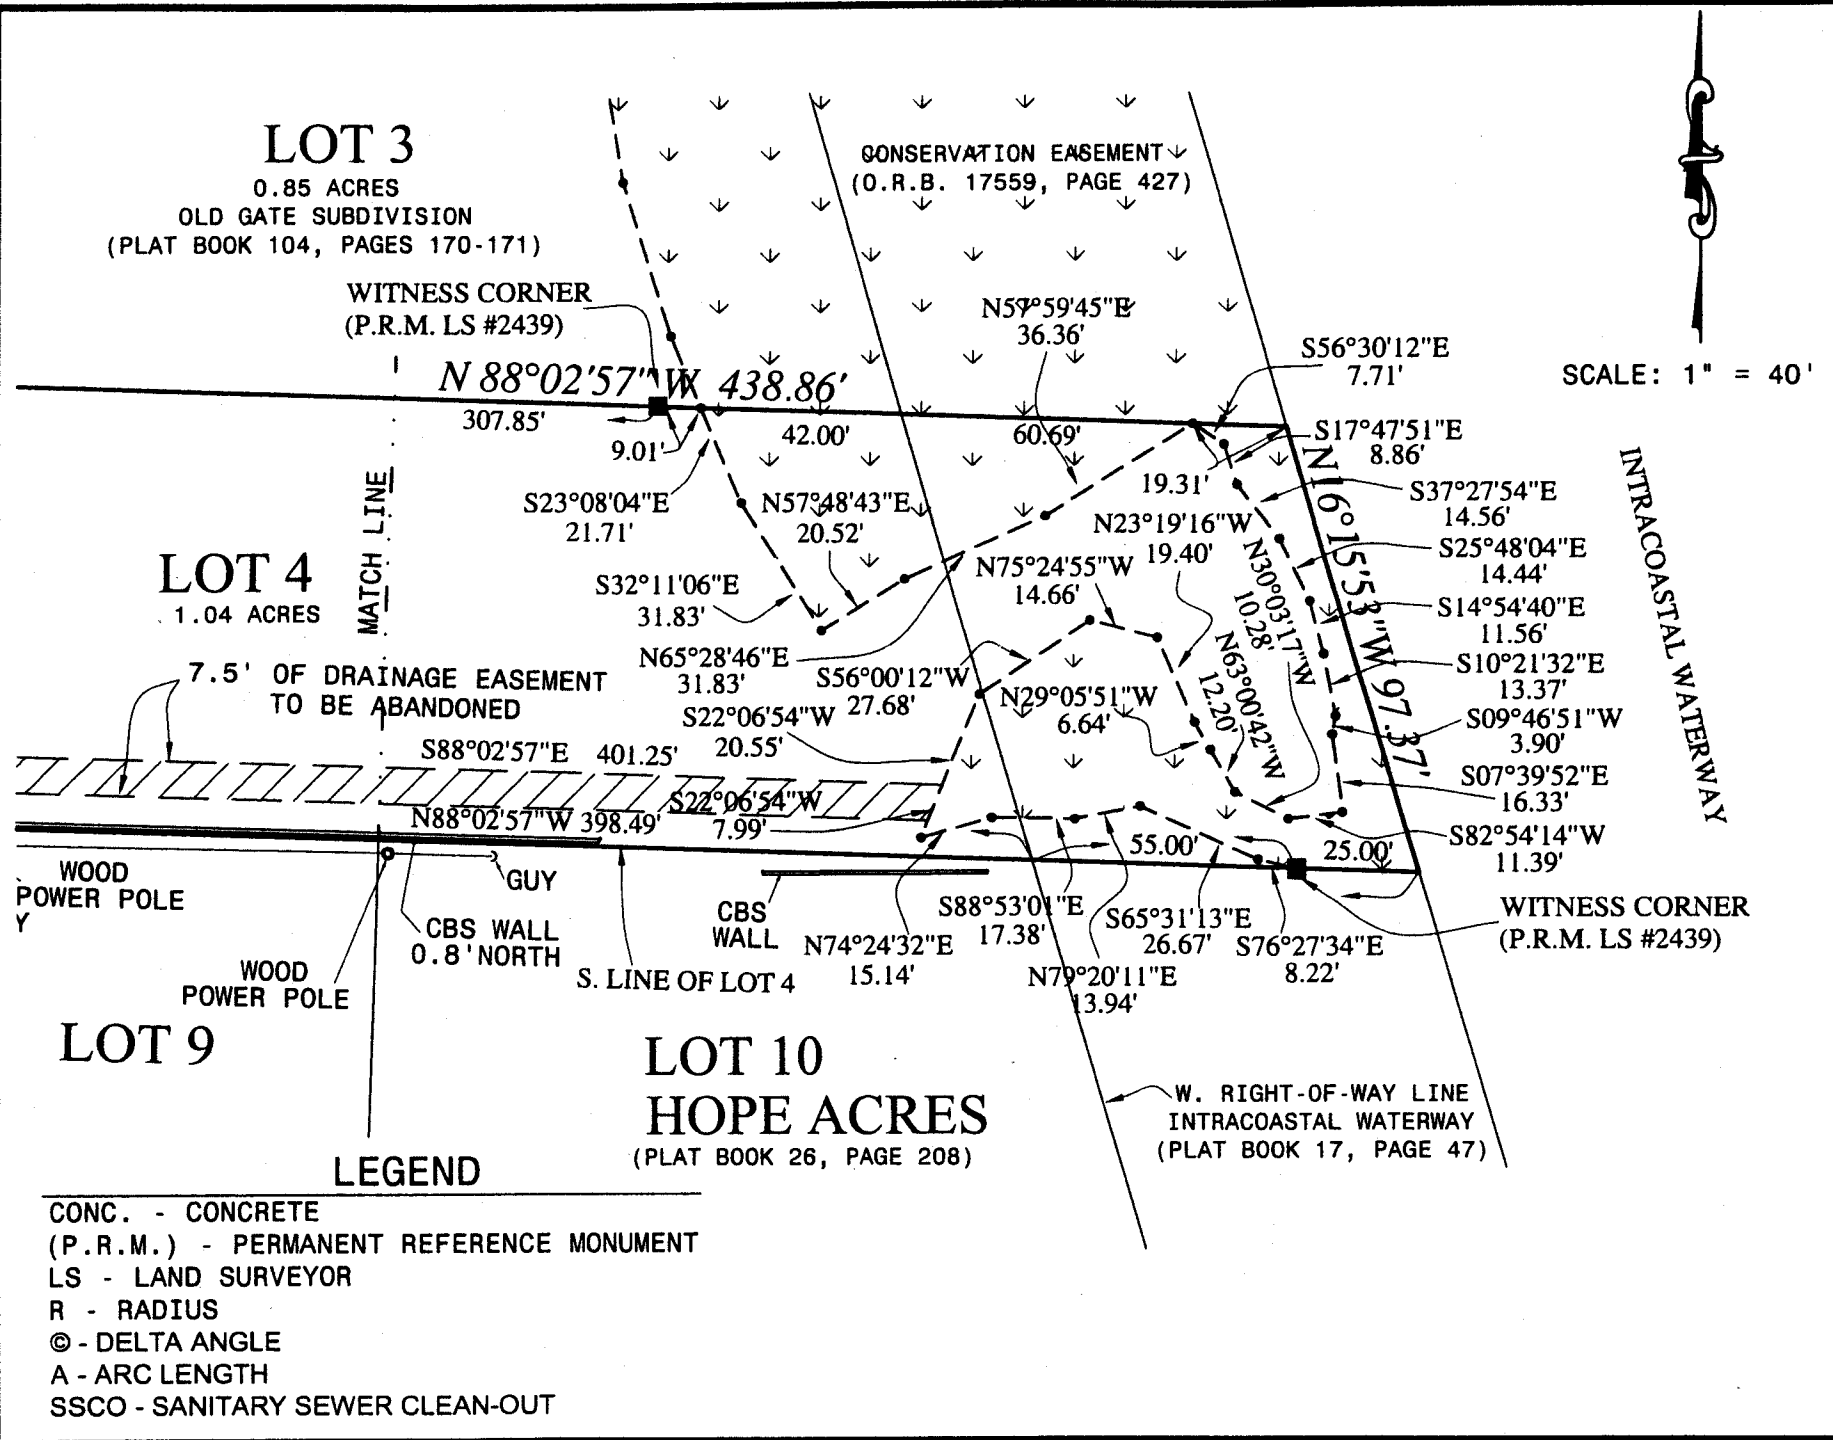 LOT 3
0.85 ACRES
OLD GATE SUBDIVISION
(PLAT BOOK 104, PAGES 170-171)
CONSERVATION EASEMENT
(O.R.B. 17559, PAGE 427)
WITNESS CORNER
(P.R.M. LS #2439)
N57°59'45"E
36.36'
S56°30'12"E
7.71'
SCALE: 1" = 40'
N 88°02'57" W 438.86'
307.85'
9.01'
42.00'
60.69'
19.31'
S17°47'51"E
8.86'
N16°15'53"W 97.37'
INTRACOASTAL WATERWAY
MATCH LINE
S23°08'04"E
21.71'
N57°48'43"E
20.52'
N23°19'16"W
19.40'
S37°27'54"E
14.56'
N30°03'17"W
10.28'
S25°48'04"E
14.44'
LOT 4
1.04 ACRES
S32°11'06"E
31.83'
N75°24'55"W
14.66'
S14°54'40"E
11.56'
N65°28'46"E
31.83'
S56°00'12"W
27.68'
N63°00'42"W
12.20'
S10°21'32"E
13.37'
7.5' OF DRAINAGE EASEMENT
TO BE ABANDONED
N29°05'51"W
6.64'
S22°06'54"W
20.55'
S09°46'51"W
3.90'
S88°02'57"E 401.25'
S07°39'52"E
16.33'
S22°06'54"W
7.99'
N88°02'57"W 398.49'
55.00'
25.00'
S82°54'14"W
11.39'
WOOD
POWER POLE
Y
GUY
CBS WALL
0.8'NORTH
CBS
WALL
S88°53'01"E
17.38'
S65°31'13"E
26.67'
WITNESS CORNER
(P.R.M. LS #2439)
N74°24'32"E
15.14'
S76°27'34"E
8.22'
WOOD
POWER POLE
S. LINE OF LOT 4
N79°20'11"E
13.94'
LOT 9
LOT 10
HOPE ACRES
(PLAT BOOK 26, PAGE 208)
W. RIGHT-OF-WAY LINE
INTRACOASTAL WATERWAY
(PLAT BOOK 17, PAGE 47)
LEGEND
CONC. - CONCRETE
(P.R.M.) - PERMANENT REFERENCE MONUMENT
LS - LAND SURVEYOR
R - RADIUS
© - DELTA ANGLE
A - ARC LENGTH
SSCO - SANITARY SEWER CLEAN-OUT